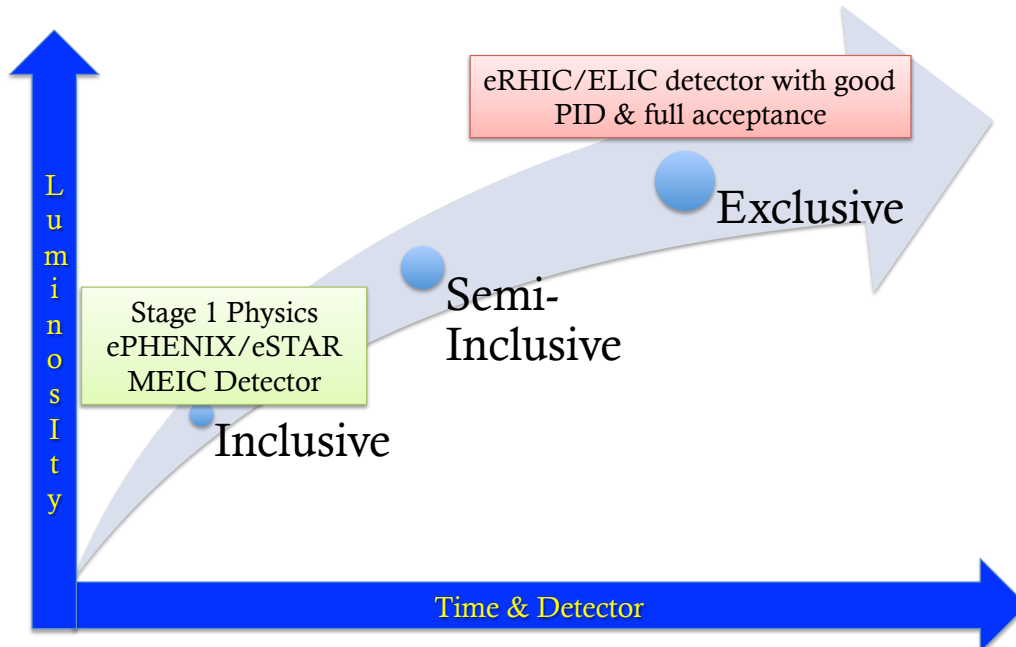 eRHIC/ELIC detector with good
PID & full acceptance
LuminosIty
Exclusive
Semi-
Inclusive
Stage 1 Physics
ePHENIX/eSTAR
MEIC Detector
Inclusive
Time & Detector